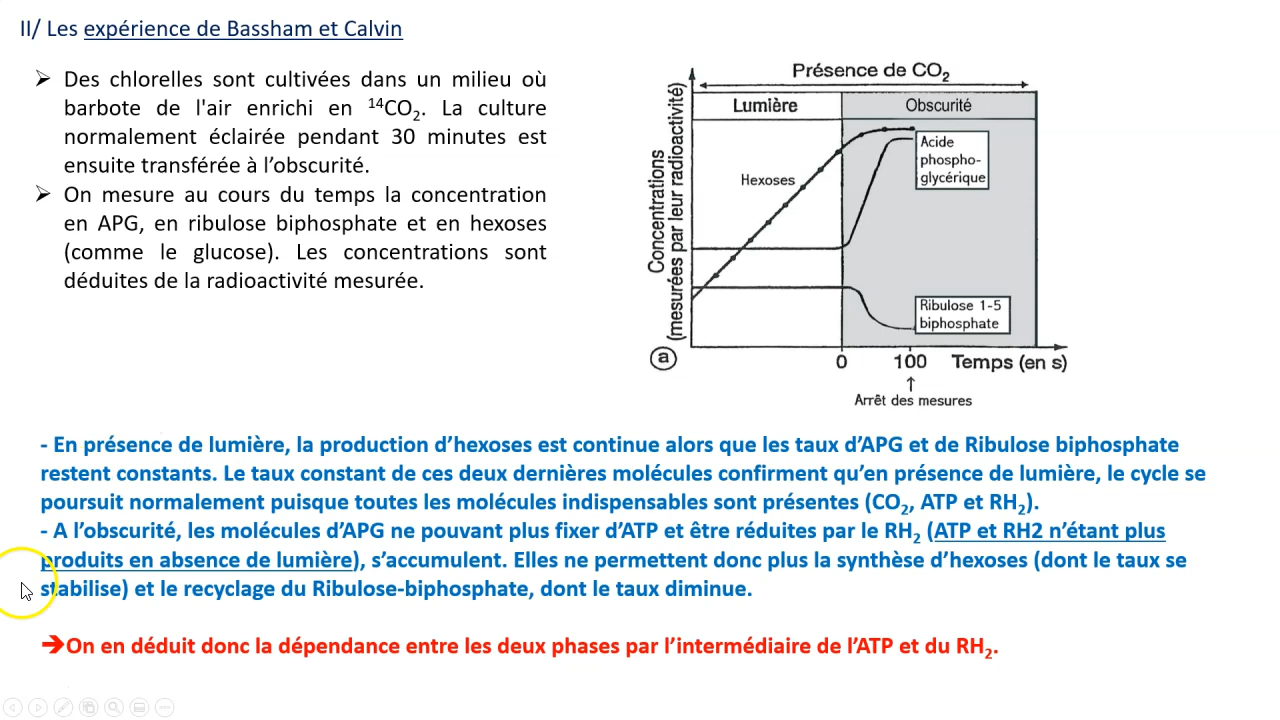 II/ Les expérience de Bassham et Calvin
➢ Des chlorelles sont cultivées dans un milieu où
barbote de l'air enrichi en ¹⁴CO₂. La culture
normalement éclairée pendant 30 minutes est
ensuite transférée à l’obscurité.
➢ On mesure au cours du temps la concentration
en APG, en ribulose biphosphate et en hexoses
(comme le glucose). Les concentrations sont
déduites de la radioactivité mesurée.
Présence de CO₂
Lumière
Obscurité
Concentrations
(mesurées par leur radioactivité)
Hexoses
Acide
phospho-
glycérique
Ribulose 1-5
biphosphate
a
0
100
Temps (en s)
Arrêt des mesures
- En présence de lumière, la production d’hexoses est continue alors que les taux d’APG et de Ribulose biphosphate
restent constants. Le taux constant de ces deux dernières molécules confirment qu’en présence de lumière, le cycle se
poursuit normalement puisque toutes les molécules indispensables sont présentes (CO₂, ATP et RH₂).
- A l’obscurité, les molécules d’APG ne pouvant plus fixer d’ATP et être réduites par le RH₂ (ATP et RH2 n’étant plus
produits en absence de lumière), s’accumulent. Elles ne permettent donc plus la synthèse d’hexoses (dont le taux se
stabilise) et le recyclage du Ribulose-biphosphate, dont le taux diminue.
➔On en déduit donc la dépendance entre les deux phases par l’intermédiaire de l’ATP et du RH₂.